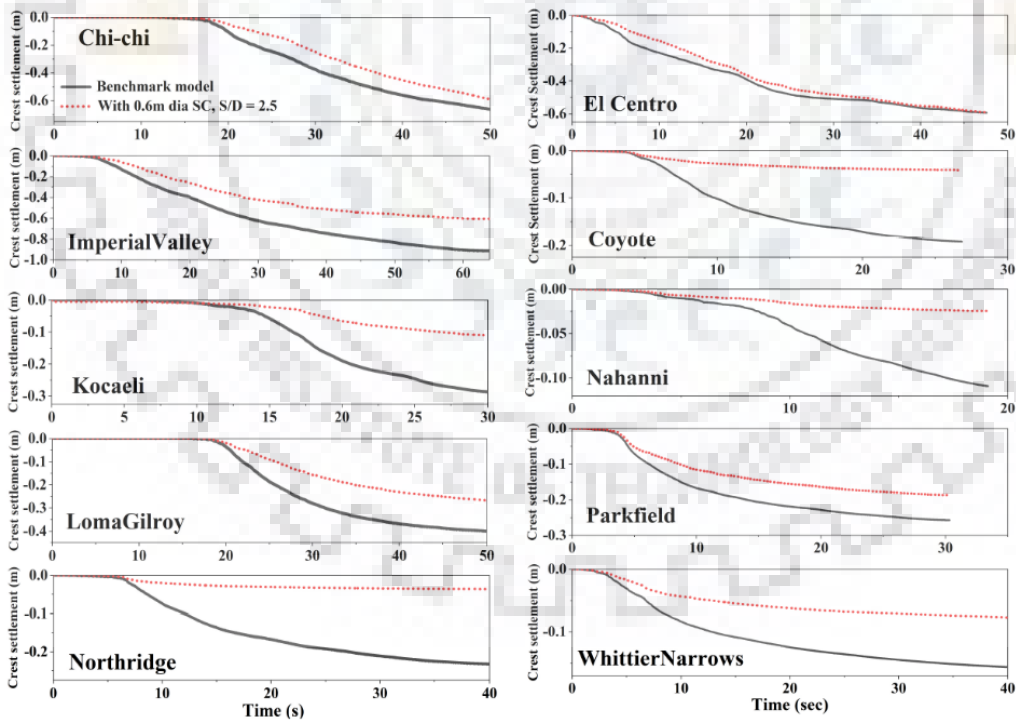 Crest settlement (m)
0.0
-0.2
-0.4
-0.6
Chi-chi
Benchmark model
With 0.6m dia SC, S/D = 2.5
0 10 20 30 40 50
Crest settlement (m)
0.0
-0.2
-0.4
-0.6
El Centro
0 10 20 30 40 50
Crest settlement (m)
0.0
-0.2
-0.4
-0.6
-0.8
-1.0
ImperialValley
0 10 20 30 40 50 60
Crest Settlement (m)
0.0
-0.1
-0.2
Coyote
0 10 20 30
Crest settlement (m)
0.0
-0.1
-0.2
-0.3
Kocaeli
0 5 10 15 20 25 30
Crest settlement (m)
0.00
-0.05
-0.10
Nahanni
0 10 20
Crest settlement (m)
0.0
-0.1
-0.2
-0.3
-0.4
LomaGilroy
0 10 20 30 40 50
Crest settlement (m)
0.0
-0.1
-0.2
-0.3
Parkfield
0 10 20 30
Crest settlement (m)
0.0
-0.1
-0.2
Northridge
0 10 20 30 40
Time (s)
Crest settlement (m)
0.0
-0.1
WhittierNarrows
0 10 20 30 40
Time (sec)